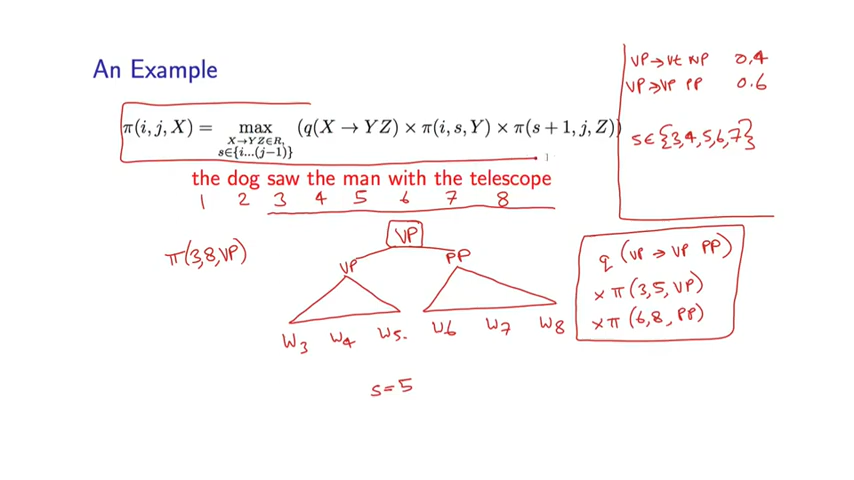 An Example
VP → Vt NP 0.4
VP → VP PP 0.6
π(i, j, X) = max (q(X → YZ) × π(i, s, Y) × π(s + 1, j, Z))
X→YZ∈R,
s∈{i...(j−1)}
s ∈ {3,4,5,6,7}
the dog saw the man with the telescope
1 2 3 4 5 6 7 8
π(3,8,VP)
VP
VP PP
q (VP → VP PP)
× π(3,5,VP)
× π(6,8,PP)
W3 W4 W5. W6 W7 W8
s=5